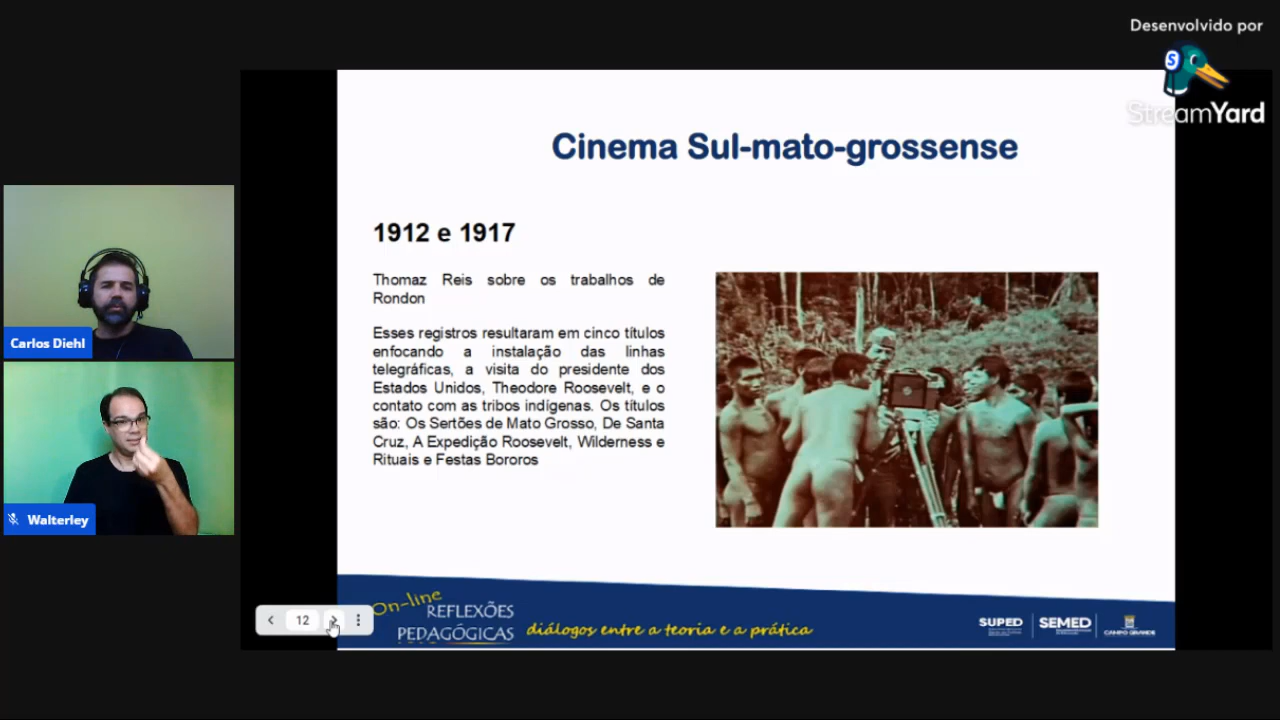 Desenvolvido por
StreamYard
Cinema Sul-mato-grossense
1912 e 1917
Thomaz Reis sobre os trabalhos de
Rondon
Esses registros resultaram em cinco títulos
enfocando a instalação das linhas
telegráficas, a visita do presidente dos
Estados Unidos, Theodore Roosevelt, e o
contato com as tribos indígenas. Os títulos
são: Os Sertões de Mato Grosso, De Santa
Cruz, A Expedição Roosevelt, Wilderness e
Rituais e Festas Bororos
Carlos Diehl
Walterley
12
On-line
REFLEXÕES
PEDAGÓGICAS
diálogos entre a teoria e a prática
SUPED
SEMED
CAMPO GRANDE